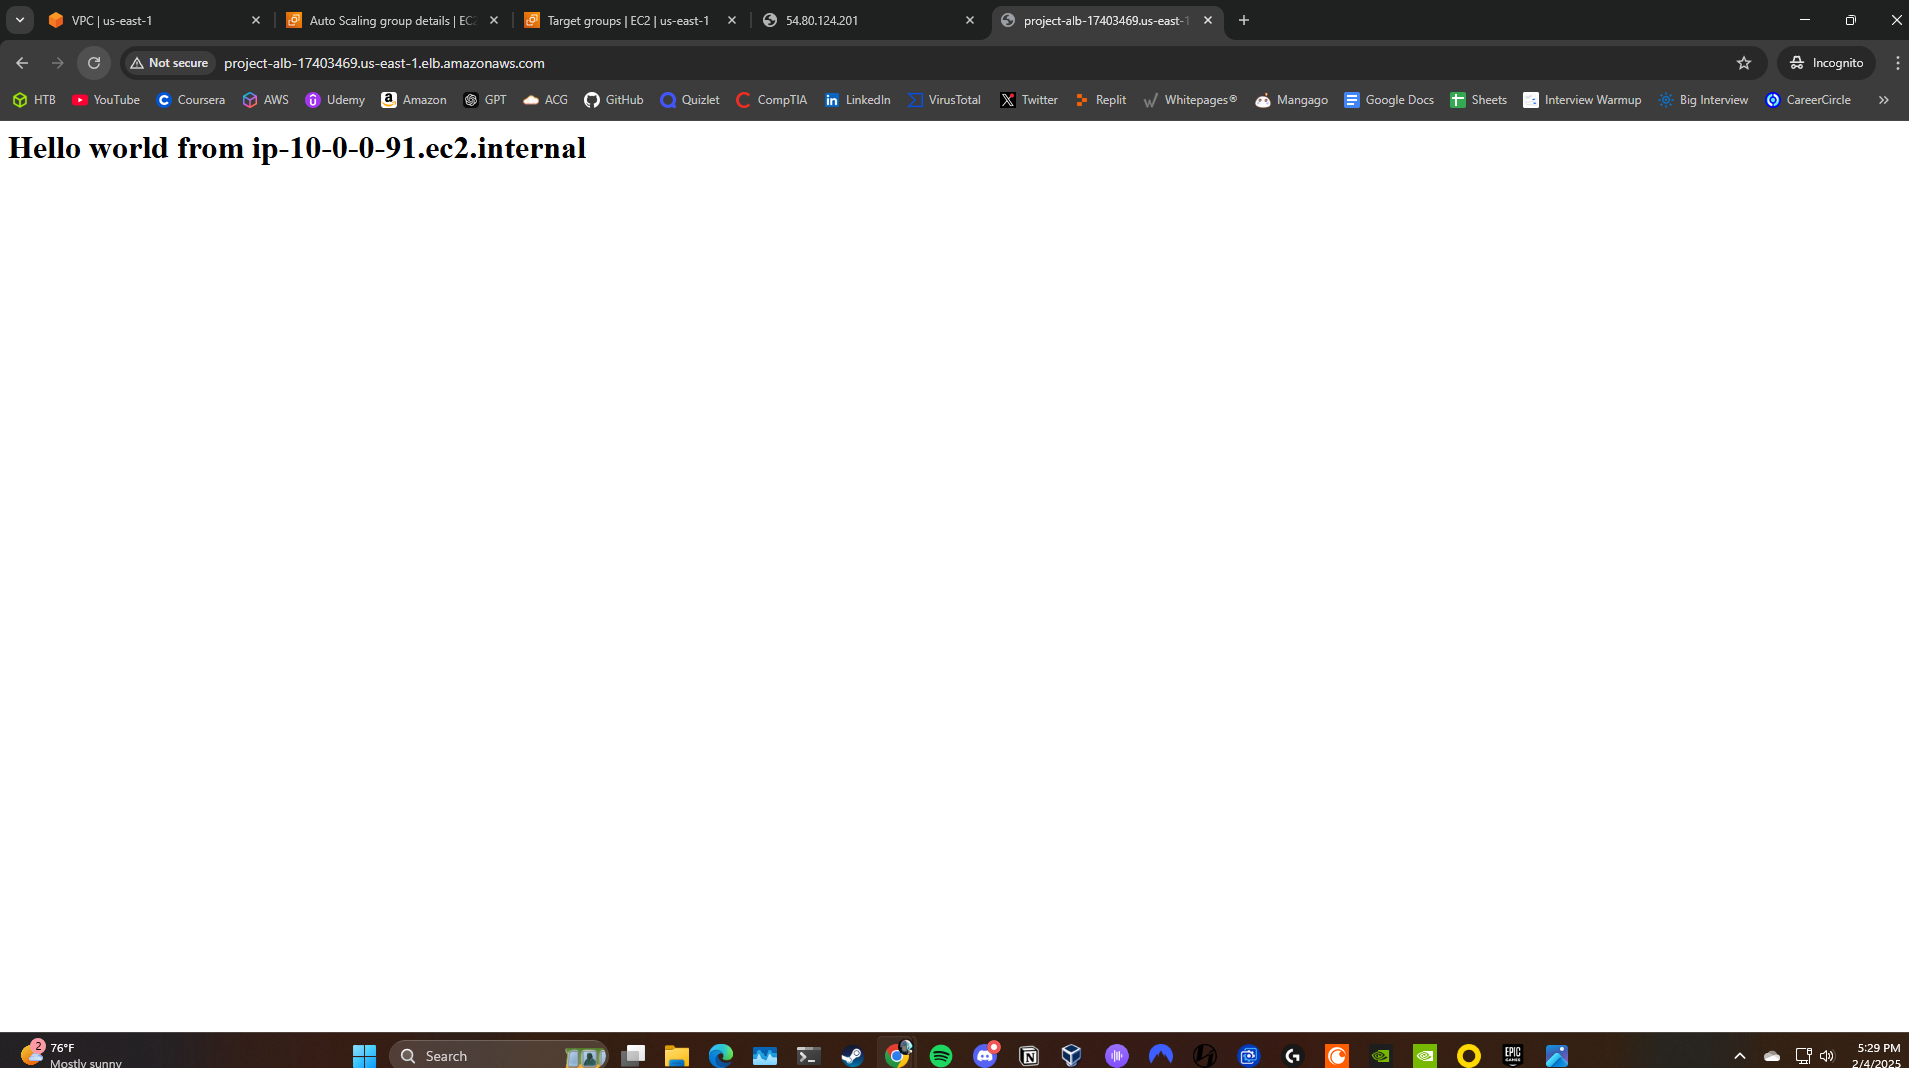 VPC | us-east-1
Auto Scaling group details | EC2
Target groups | EC2 | us-east-1
54.80.124.201
project-alb-17403469.us-east-1
Not secure
project-alb-17403469.us-east-1.elb.amazonaws.com
Incognito
HTB YouTube Coursera AWS Udemy Amazon GPT ACG GitHub Quizlet CompTIA LinkedIn VirusTotal Twitter Replit Whitepages® Mangago Google Docs Sheets Interview Warmup Big Interview CareerCircle
Hello world from ip-10-0-0-91.ec2.internal
2
76°F
Mostly sunny
Search
EPIC
GAMES
5:29 PM
2/4/2025